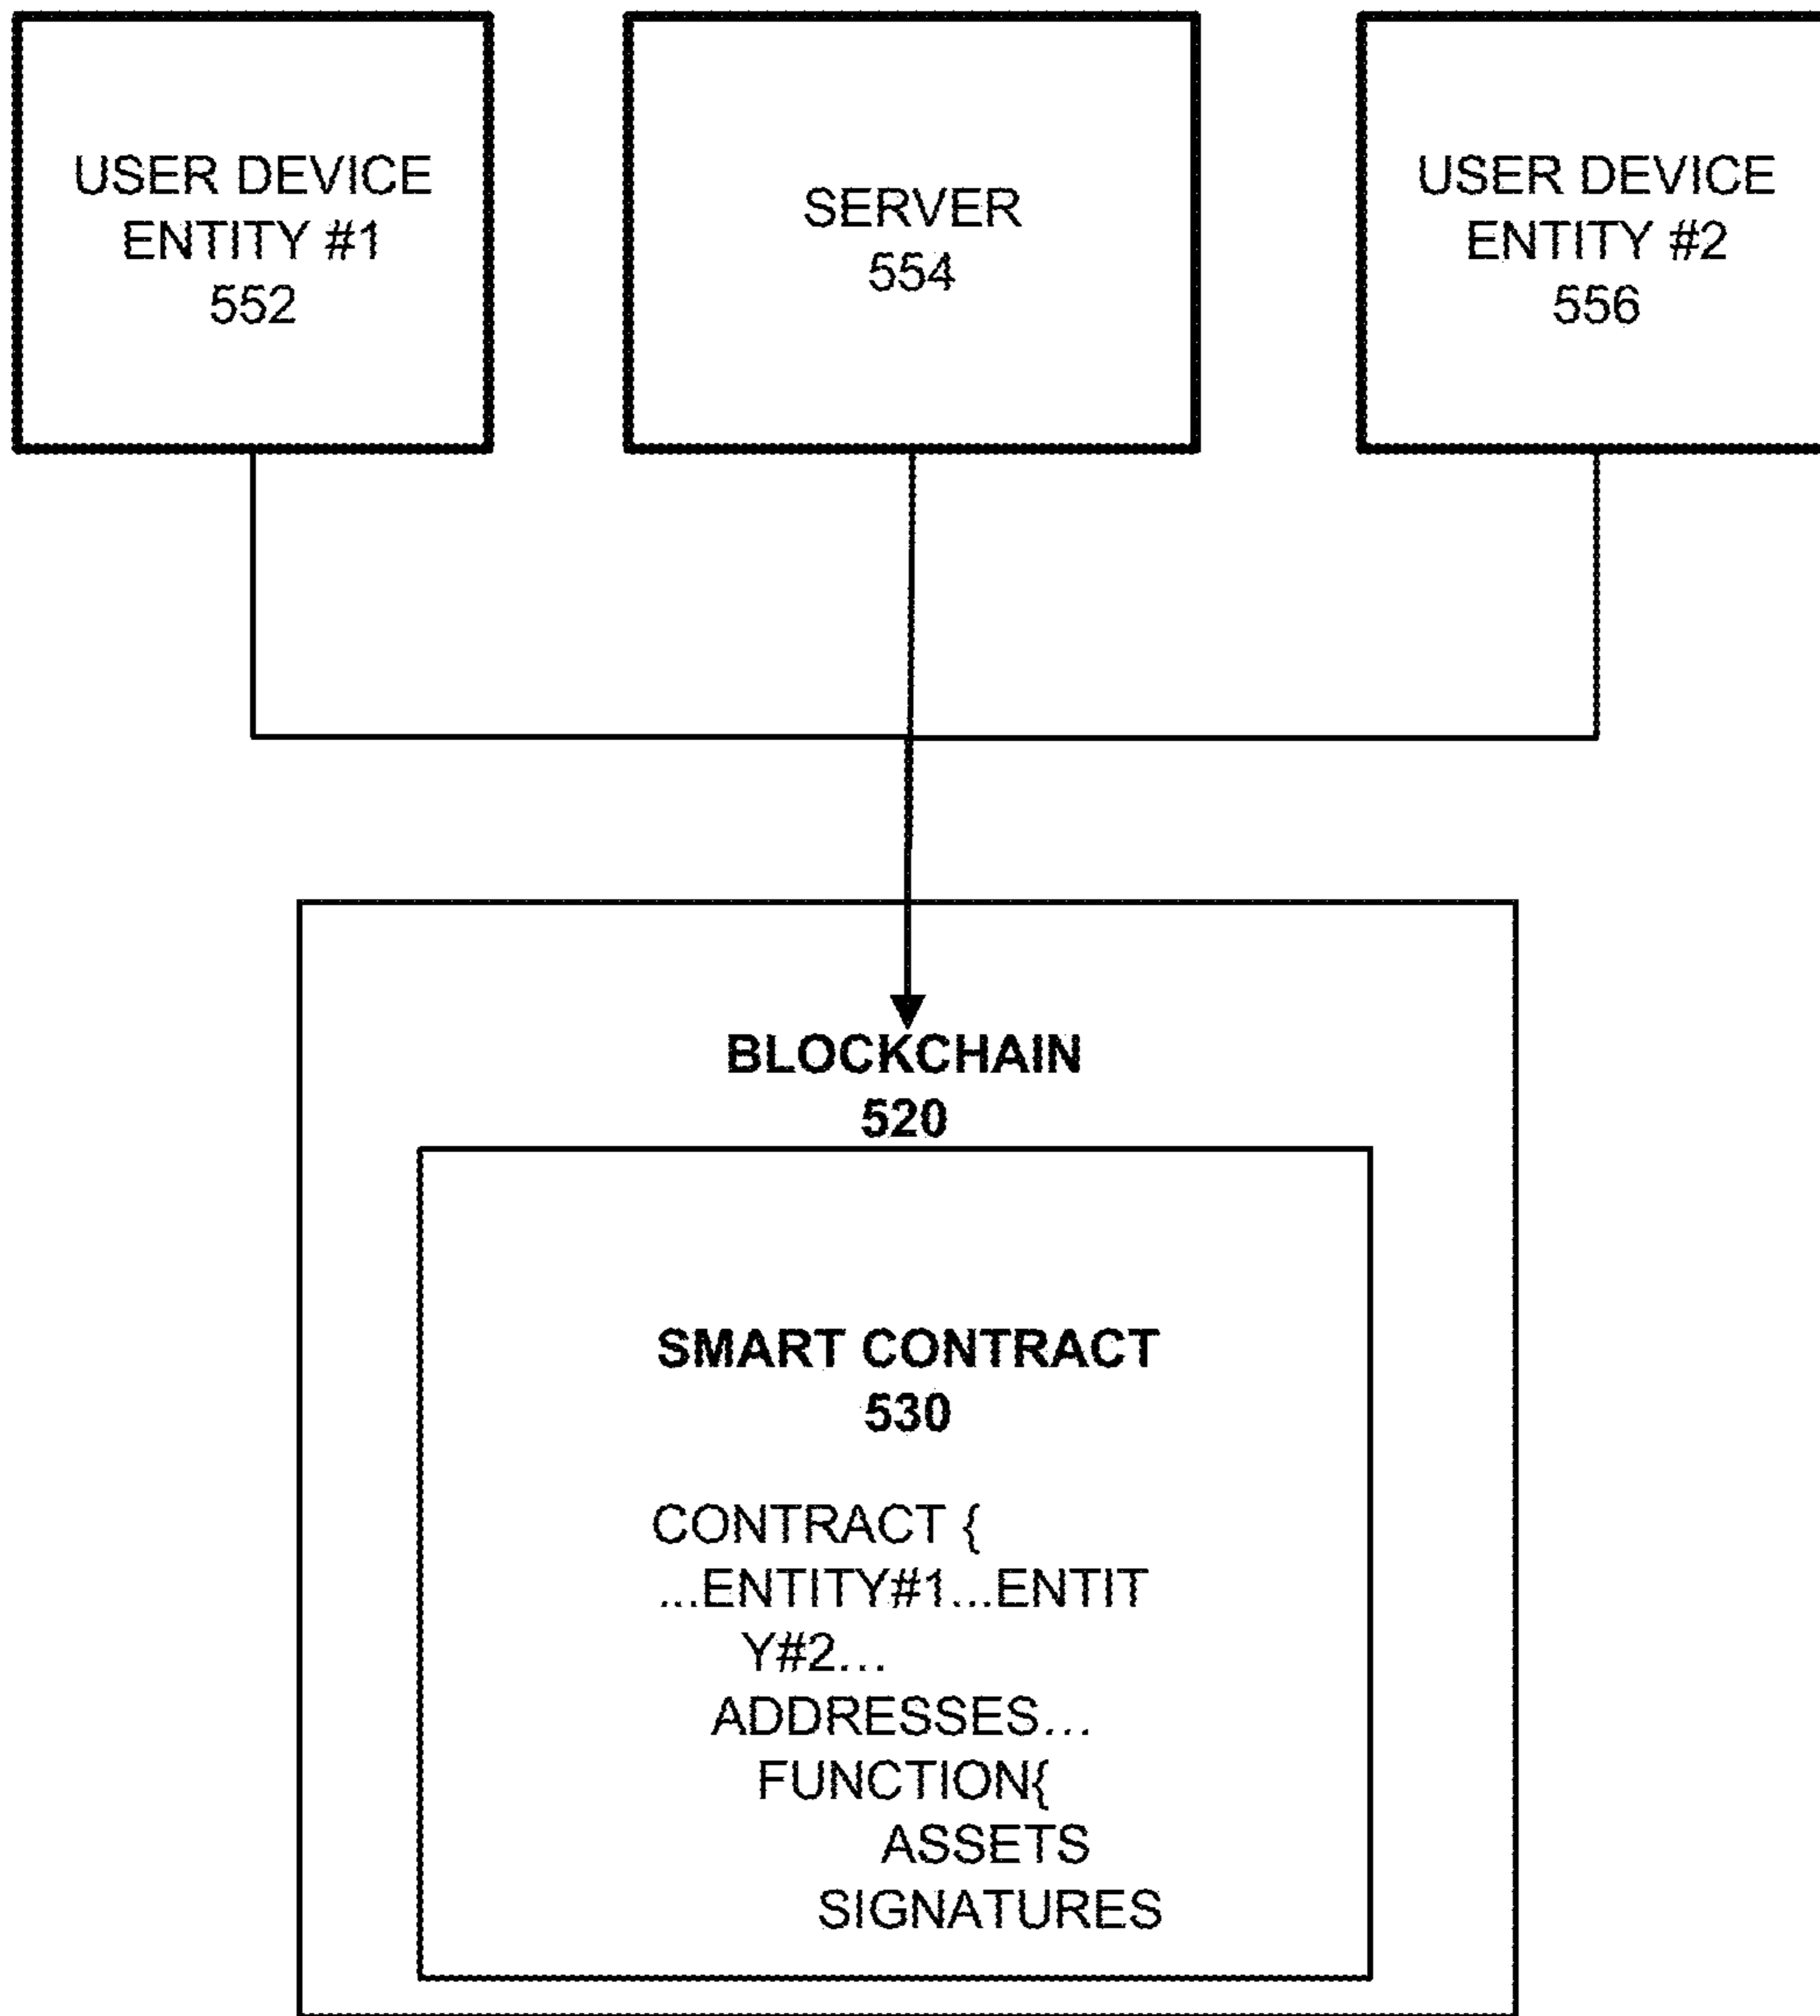 USER DEVICE
ENTITY #1
552
SERVER
554
USER DEVICE
ENTITY #2
556
BLOCKCHAIN
520
SMART CONTRACT
530
CONTRACT {
...ENTITY#1...ENTIT
Y#2...
ADDRESSES...
FUNCTION{
ASSETS
SIGNATURES